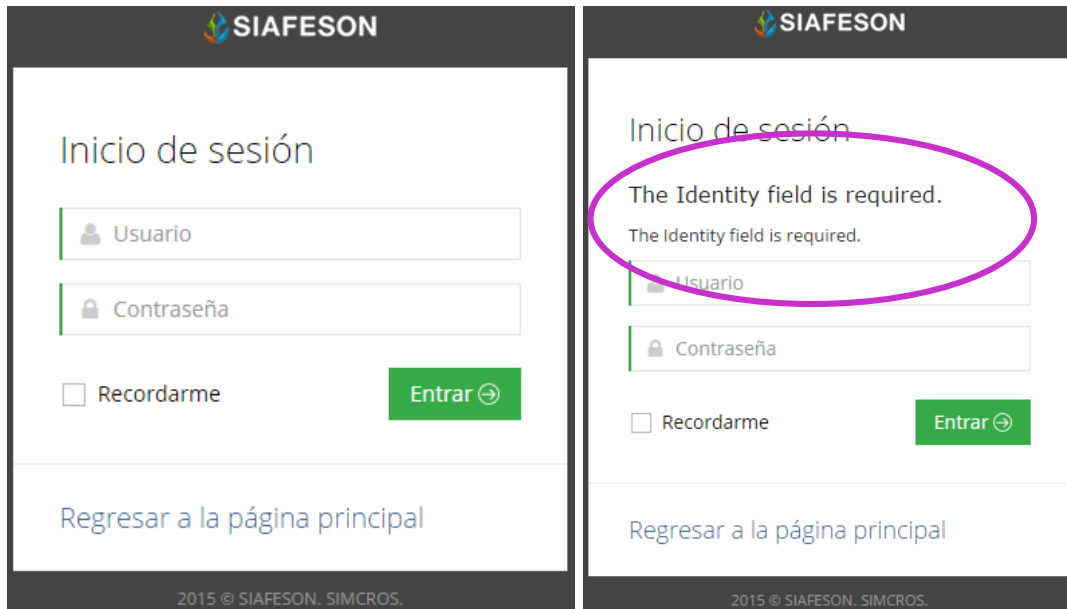 SIAFESON
Inicio de sesión
Usuario
Contraseña
Recordarme
Entrar
Regresar a la página principal
2015 © SIAFESON. SIMCROS.
SIAFESON
Inicio de sesión
The Identity field is required.
The Identity field is required.
Usuario
Contraseña
Recordarme
Entrar
Regresar a la página principal
2015 © SIAFESON. SIMCROS.